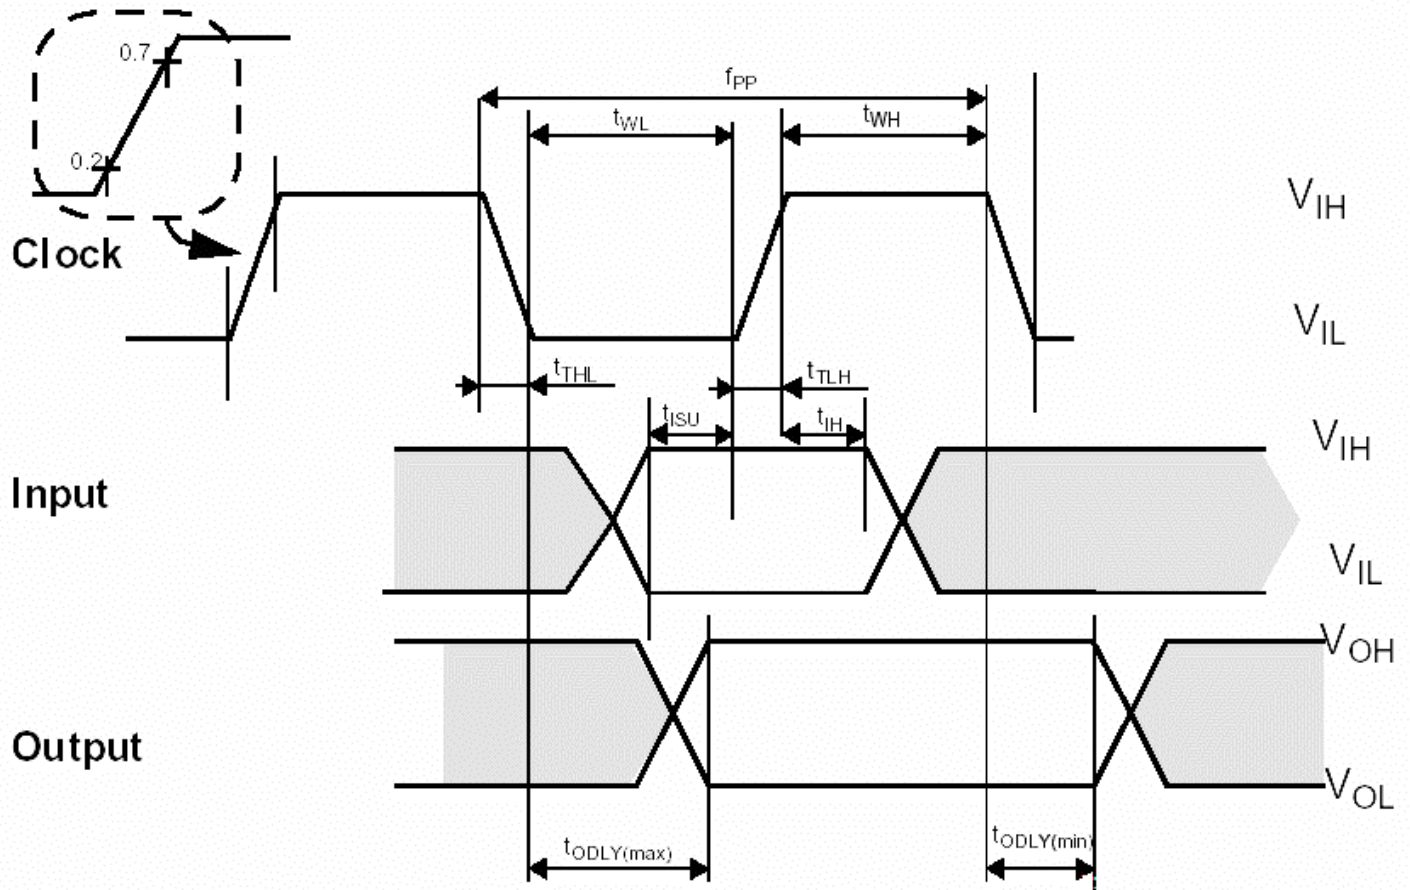 0.7
0.2
Clock
fPP
tWL
tWH
VIH
VIL
tTHL
tTLH
tISU
tIH
VIH
Input
VIL
VOH
Output
VOL
tODLY(max)
tODLY(min)